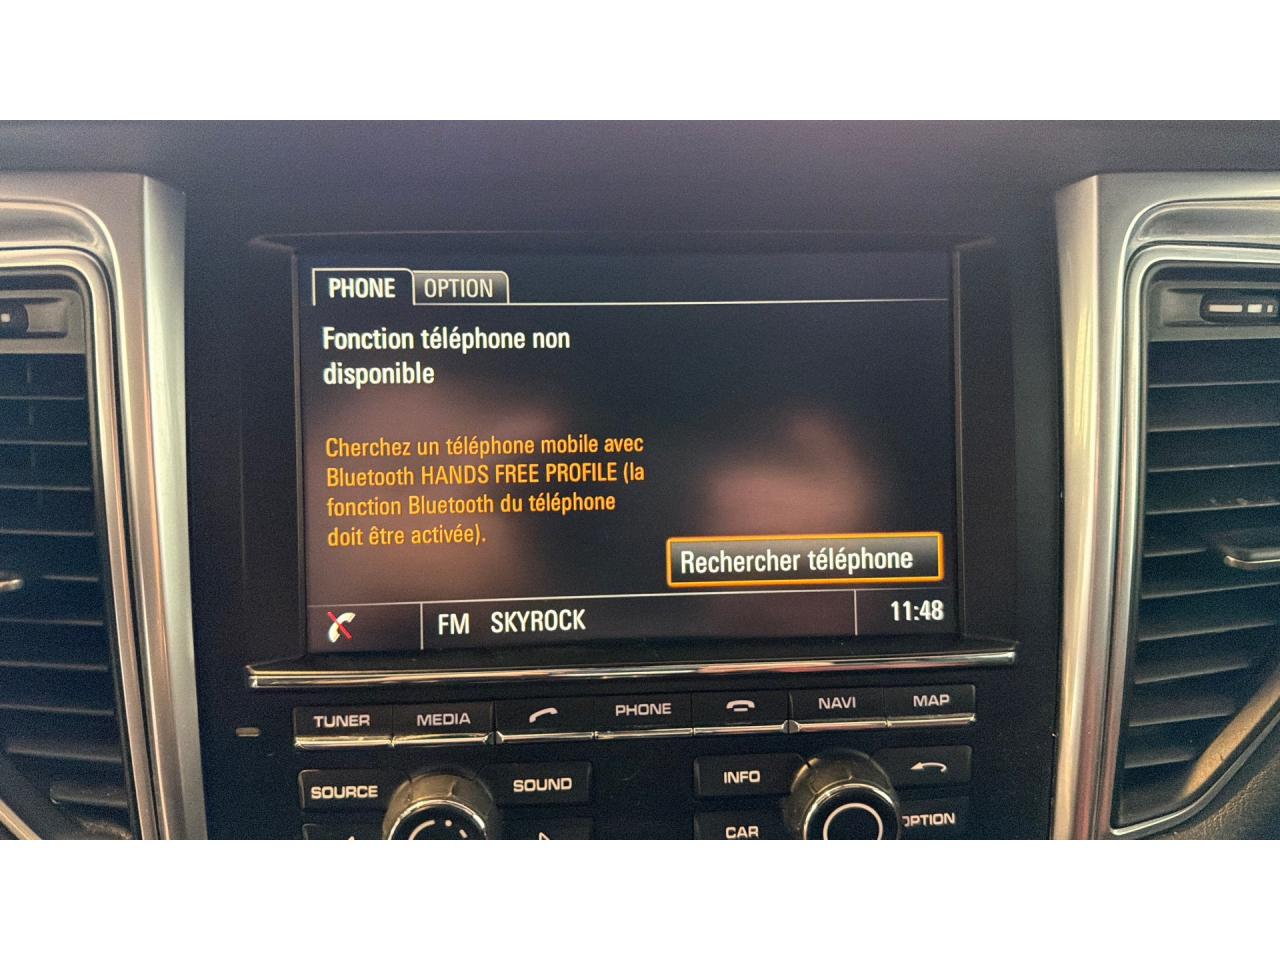 PHONE OPTION
Fonction téléphone non
disponible
Cherchez un téléphone mobile avec
Bluetooth HANDS FREE PROFILE (la
fonction Bluetooth du téléphone
doit être activée).
Rechercher téléphone
FM SKYROCK 11:48
TUNER MEDIA PHONE NAVI MAP
SOURCE SOUND INFO
CAR OPTION